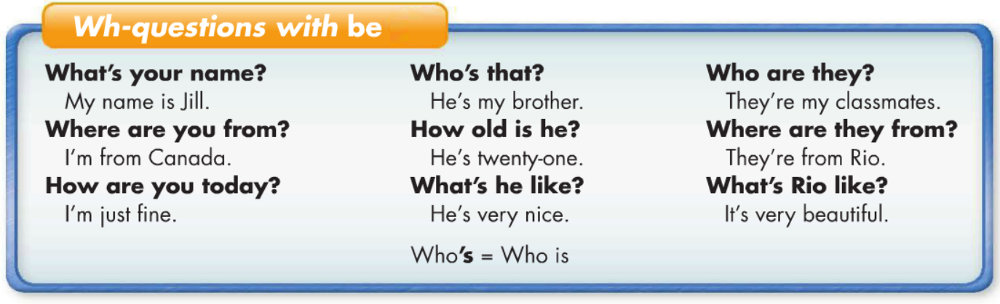 Wh-questions with be
What's your name?
My name is Jill.
Where are you from?
I'm from Canada.
How are you today?
I'm just fine.
Who's that?
He's my brother.
How old is he?
He's twenty-one.
What's he like?
He's very nice.
Who's = Who is
Who are they?
They're my classmates.
Where are they from?
They're from Rio.
What's Rio like?
It's very beautiful.